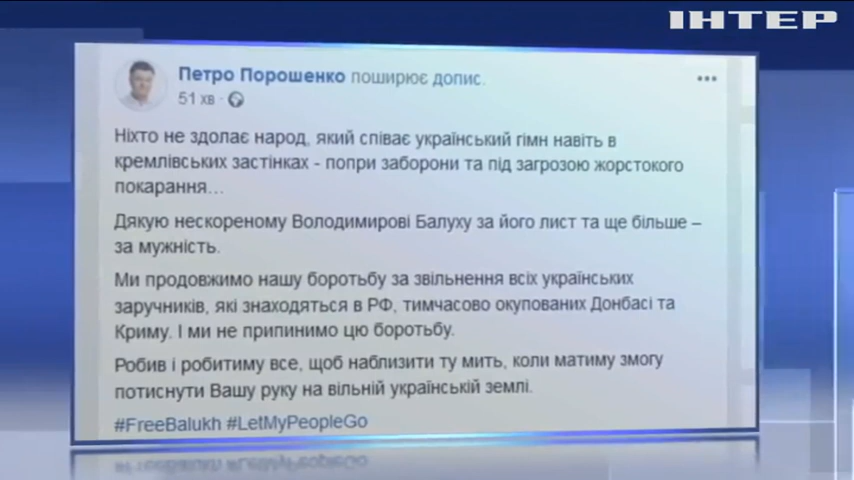 ІНТЕР
Петро Порошенко поширює допис.
51 хв ·
Ніхто не здолає народ, який співає український гімн навіть в
кремлівських застінках - попри заборони та під загрозою жорстокого
покарання...
Дякую нескореному Володимирові Балуху за його лист та ще більше –
за мужність.
Ми продовжимо нашу боротьбу за звільнення всіх українських
заручників, які знаходяться в РФ, тимчасово окупованих Донбасі та
Криму. І ми не припинимо цю боротьбу.
Робив і робитиму все, щоб наблизити ту мить, коли матиму змогу
потиснути Вашу руку на вільній українській землі.
#FreeBalukh #LetMyPeopleGo